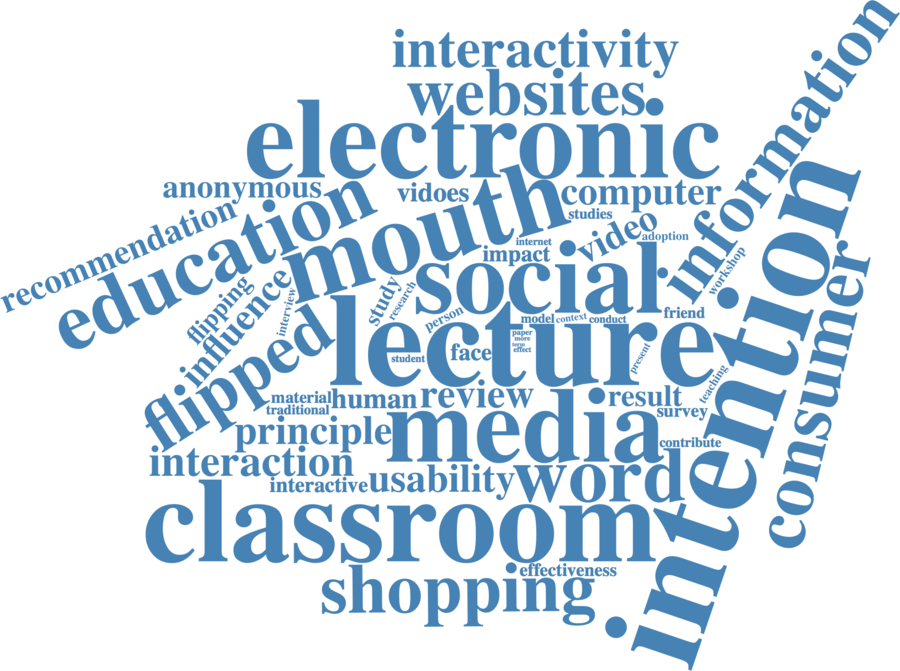 interactivity
websites
electronic
information
anonymous
vidoes
computer
education
mouth
studies
recommendation
video
adoption
internet
impact
social
workshop
intention
consumer
flipping
influence
interview
study
research
person
model
context
conduct
friend
flipped
lecture
paper
more
term
effect
student
face
present
teaching
material
human
review
result
traditional
survey
principle
media
contribute
interaction
interactive
usability
word
classroom
effectiveness
shopping